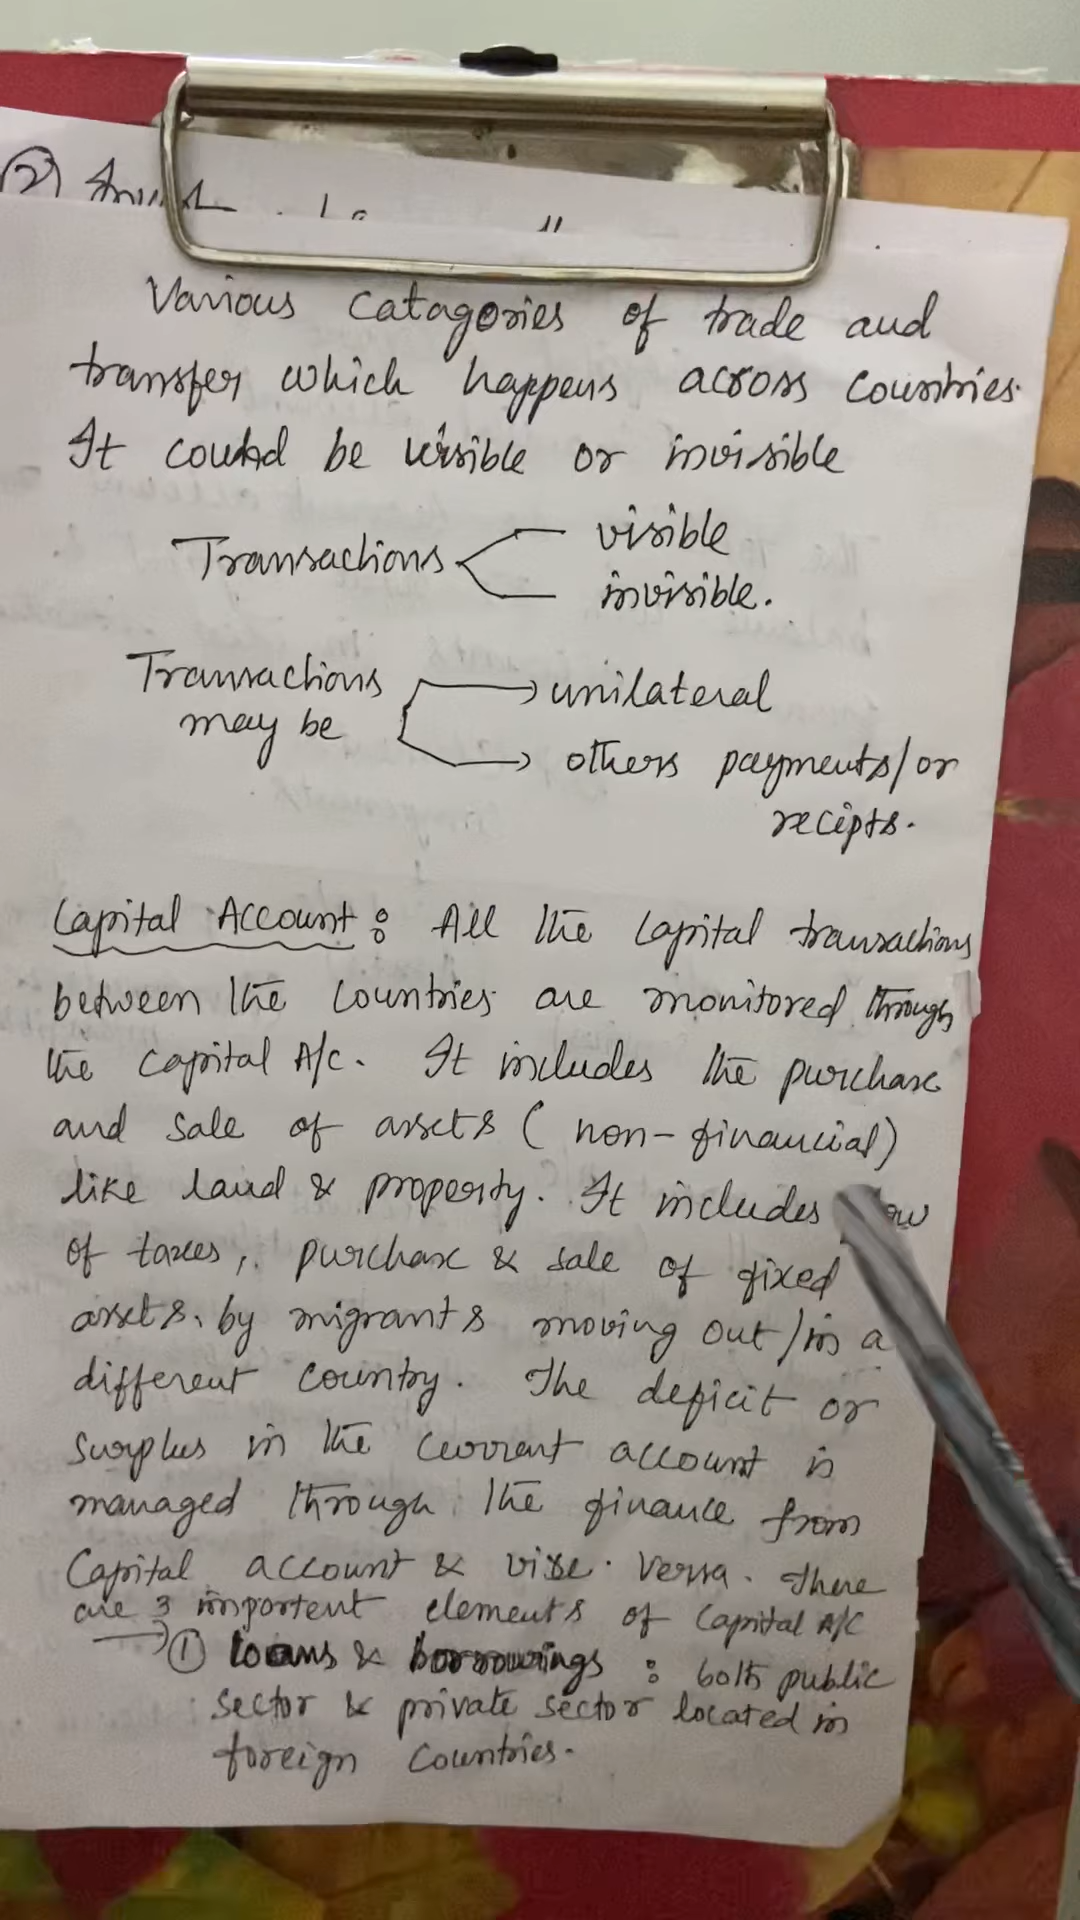 Various catagories of trade and
transfer which happens across countries.
It could be visible or invisible
Transactions visible
invisible.
Transactions
may be unilateral
others payments/or
recipts.
Capital Account : All the capital transactions
between the countries are monitored through
the capital A/c. It includes the purchase
and sale of assets (non-financial)
like land & property. It includes
of taxes, purchase & sale of fixed
assets, by migrants moving out/in a
different country. The deficit or
surplus in the current account is
managed through the finance from
Capital account & vise versa. There
are 3 importent elements of Capital A/C
① loans & borrowings : both public
sector & private sector located in
foreign countries.